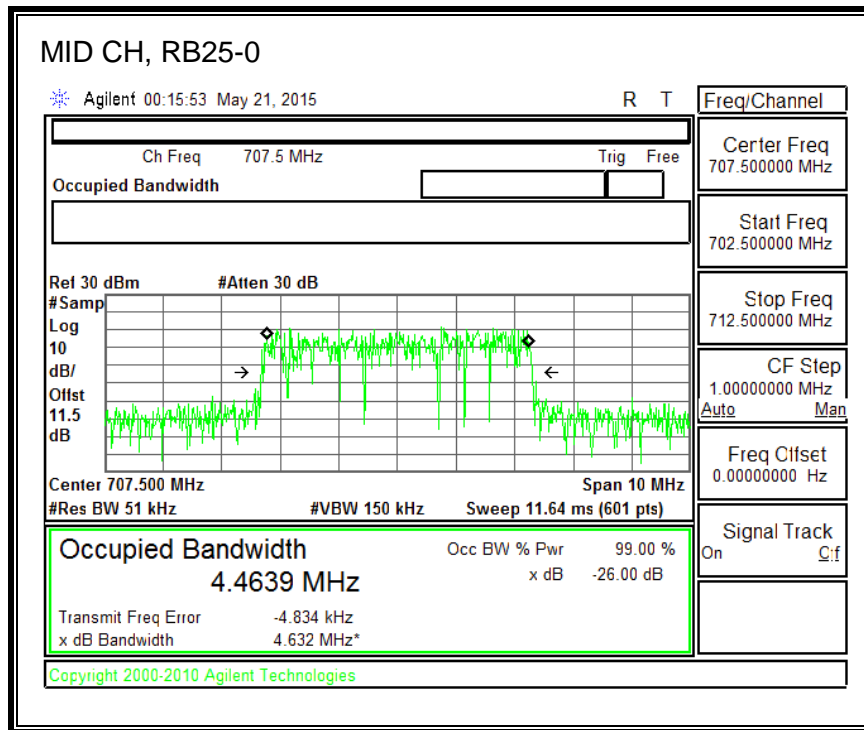 MID CH, RB25-0
Agilent 00:15:53 May 21, 2015 R T
Freq/Channel
Ch Freq 707.5 MHz Trig Free
Occupied Bandwidth
Center Freq
707.500000 MHz
Start Freq
702.500000 MHz
Stop Freq
712.500000 MHz
CF Step
1.00000000 MHz
Auto Man
Freq Offset
0.00000000 Hz
Signal Track
On Off
Ref 30 dBm #Atten 30 dB
#Samp
Log
10
dB/
Offst
11.5
dB
Center 707.500 MHz Span 10 MHz
#Res BW 51 kHz #VBW 150 kHz Sweep 11.64 ms (601 pts)
Occupied Bandwidth
4.4639 MHz
Occ BW % Pwr 99.00 %
x dB -26.00 dB
Transmit Freq Error -4.834 kHz
x dB Bandwidth 4.632 MHz*
Copyright 2000-2010 Agilent Technologies